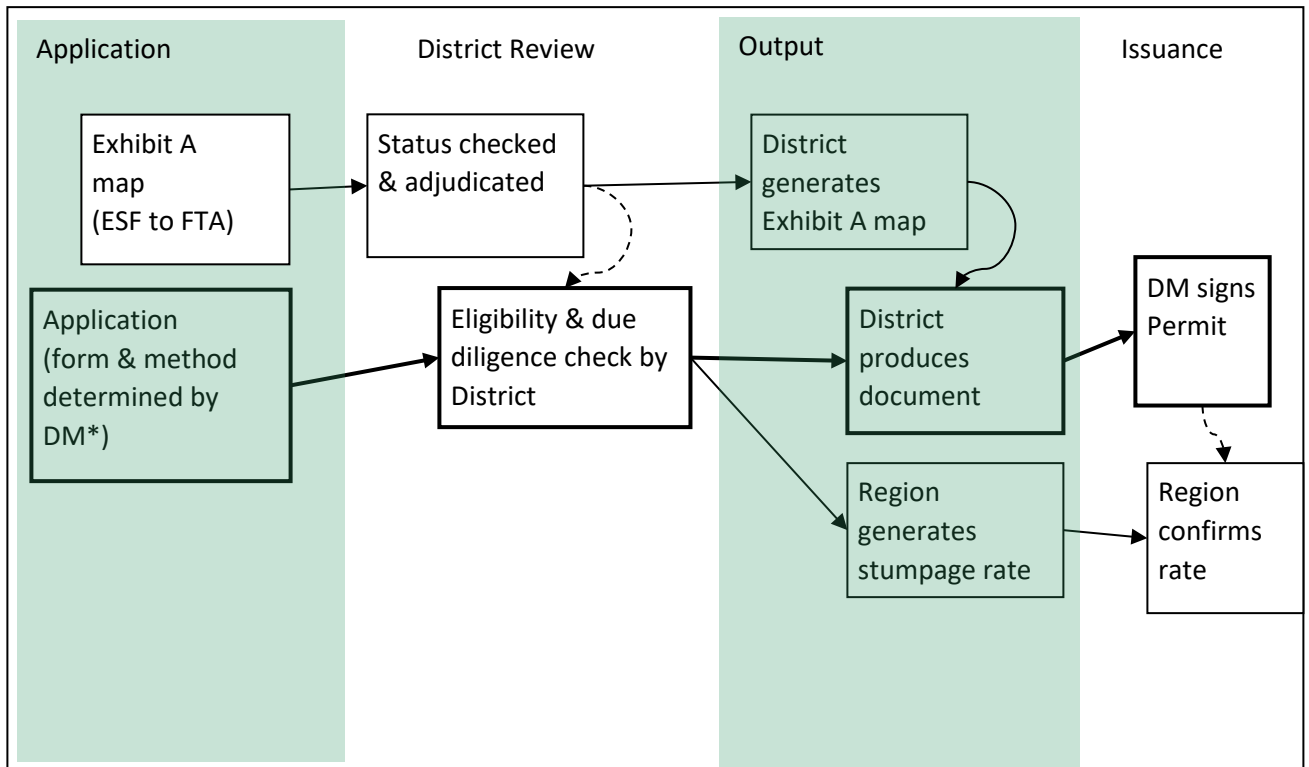 Application
District Review
Output
Issuance
Exhibit A
map
(ESF to FTA)
Status checked
& adjudicated
District
generates
Exhibit A map
Application
(form & method
determined by
DM*)
Eligibility & due
diligence check by
District
District
produces
document
DM signs
Permit
Region
generates
stumpage rate
Region
confirms
rate